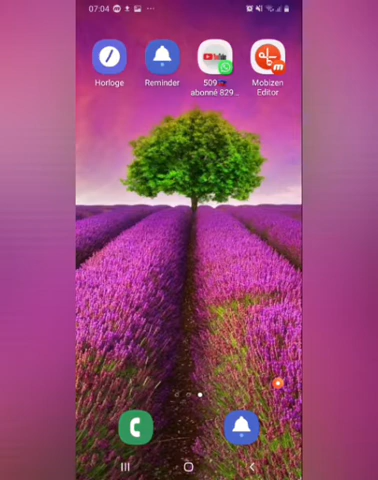 07:04
Horloge
Reminder
509
abonné 829...
Mobizen
Editor